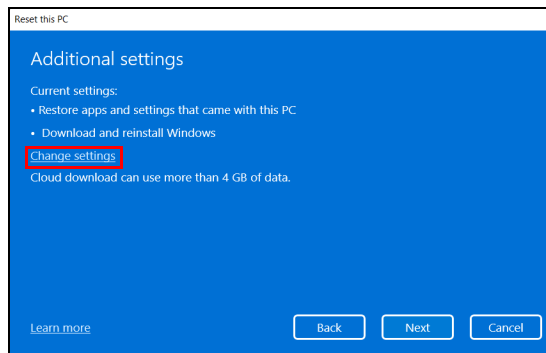 Reset this PC
Additional settings
Current settings:
• Restore apps and settings that came with this PC
• Download and reinstall Windows
Change settings
Cloud download can use more than 4 GB of data.
Learn more
Back
Next
Cancel